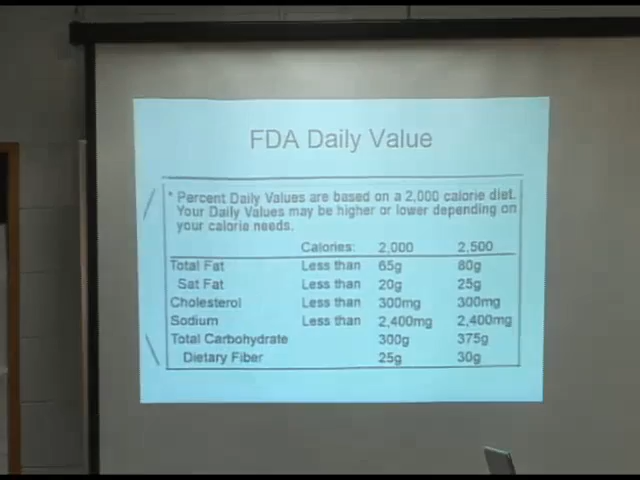 FDA Daily Value
* Percent Daily Values are based on a 2,000 calorie diet.
Your Daily Values may be higher or lower depending on
your calorie needs.
Calories: 2,000 2,500
Total Fat Less than 65g 80g
Sat Fat Less than 20g 25g
Cholesterol Less than 300mg 300mg
Sodium Less than 2,400mg 2,400mg
Total Carbohydrate 300g 375g
Dietary Fiber 25g 30g